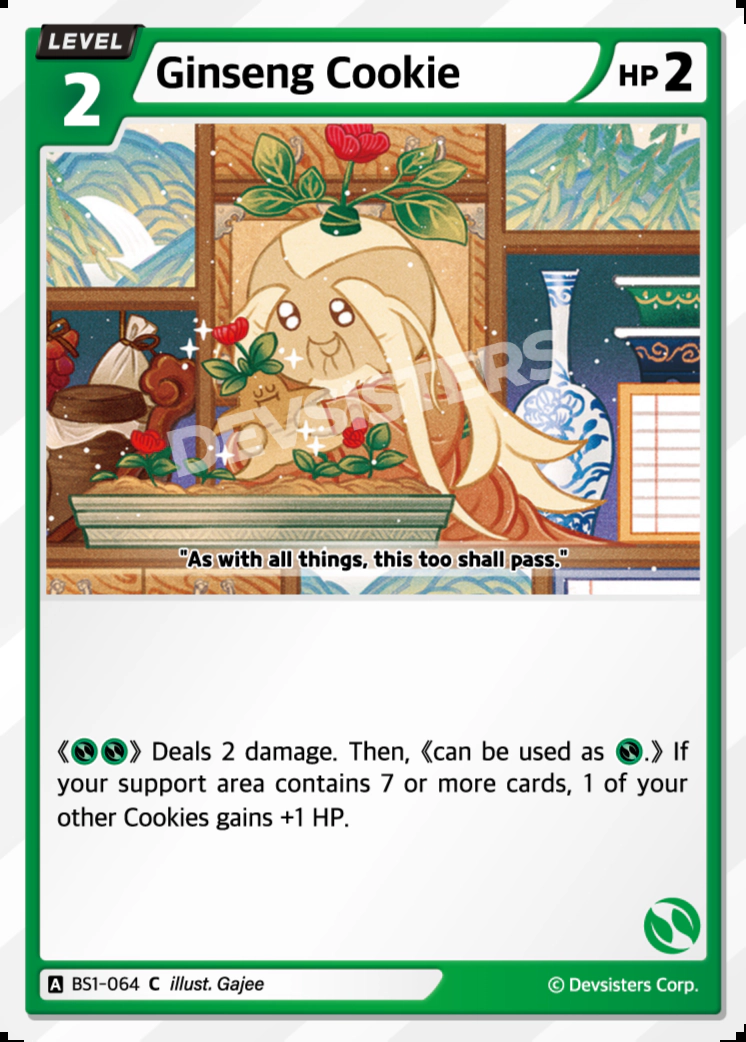 LEVEL
2
Ginseng Cookie
HP 2
DEVSISTERS
"As with all things, this too shall pass."
《》 Deals 2 damage. Then, 《can be used as .》 If
your support area contains 7 or more cards, 1 of your
other Cookies gains +1 HP.
A BS1-064 C illust. Gajee
© Devsisters Corp.